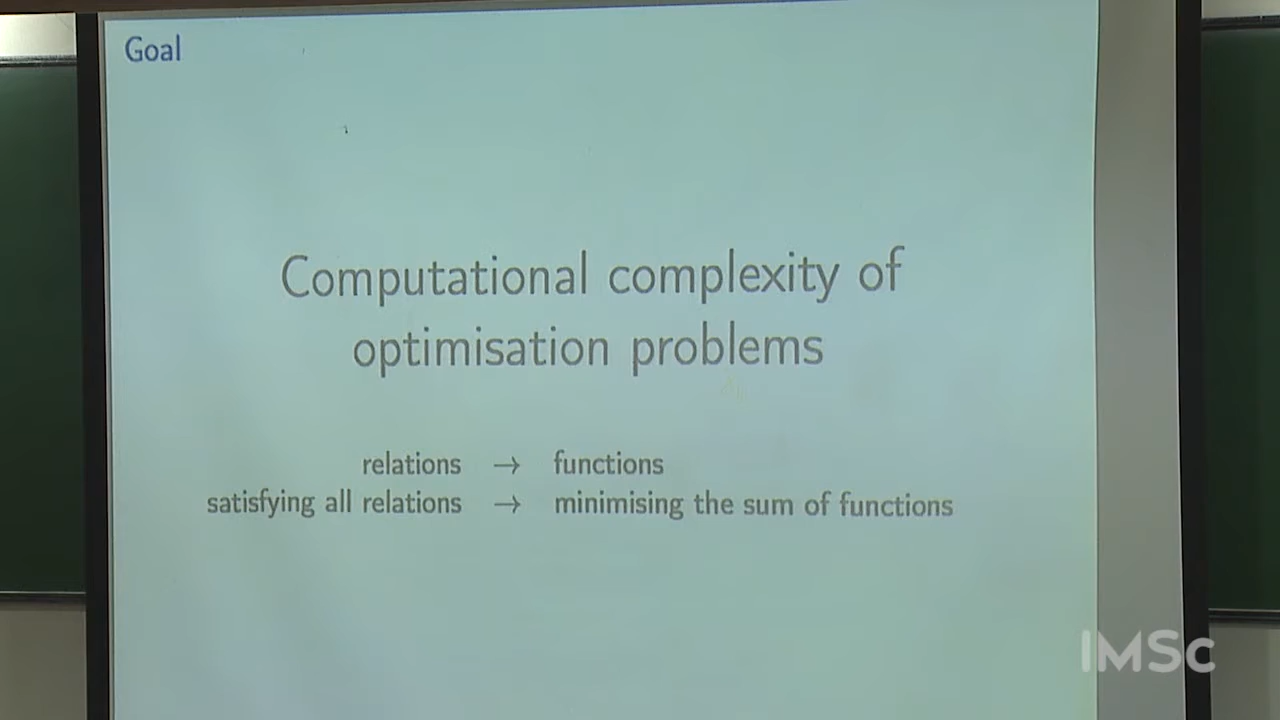 Goal
Computational complexity of
optimisation problems
relations → functions
satisfying all relations → minimising the sum of functions
IMSc